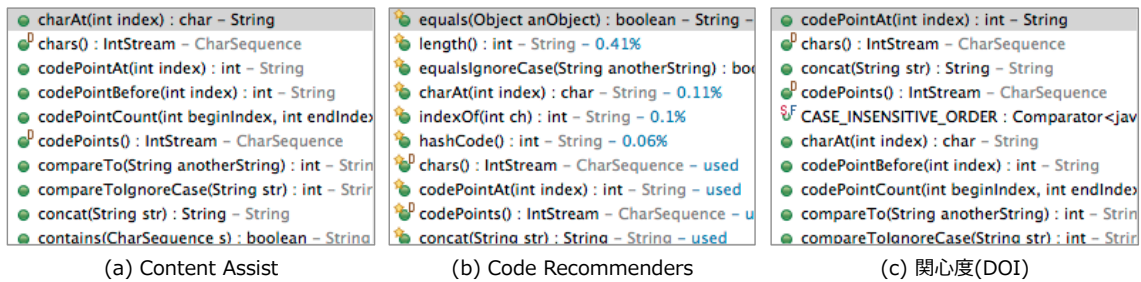 charAt(int index) : char – String
chars() : IntStream – CharSequence
codePointAt(int index) : int – String
codePointBefore(int index) : int – String
codePointCount(int beginIndex, int endIndex
codePoints() : IntStream – CharSequence
compareTo(String anotherString) : int – Strin
compareToIgnoreCase(String str) : int – Strin
concat(String str) : String – String
contains(CharSequence s) : boolean – String
(a) Content Assist
equals(Object anObject) : boolean – String –
length() : int – String – 0.41%
equalsIgnoreCase(String anotherString) : boo
charAt(int index) : char – String – 0.11%
indexOf(int ch) : int – String – 0.1%
hashCode() : int – String – 0.06%
chars() : IntStream – CharSequence – used
codePointAt(int index) : int – String – used
codePoints() : IntStream – CharSequence – u
concat(String str) : String – String – used
(b) Code Recommenders
codePointAt(int index) : int – String
chars() : IntStream – CharSequence
concat(String str) : String – String
codePoints() : IntStream – CharSequence
CASE_INSENSITIVE_ORDER : Comparator<jav
charAt(int index) : char – String
codePointBefore(int index) : int – String
codePointCount(int beginIndex, int endIndex
compareTo(String anotherString) : int – Strin
compareToIgnoreCase(String str) : int – Strin
(c) 関心度(DOI)